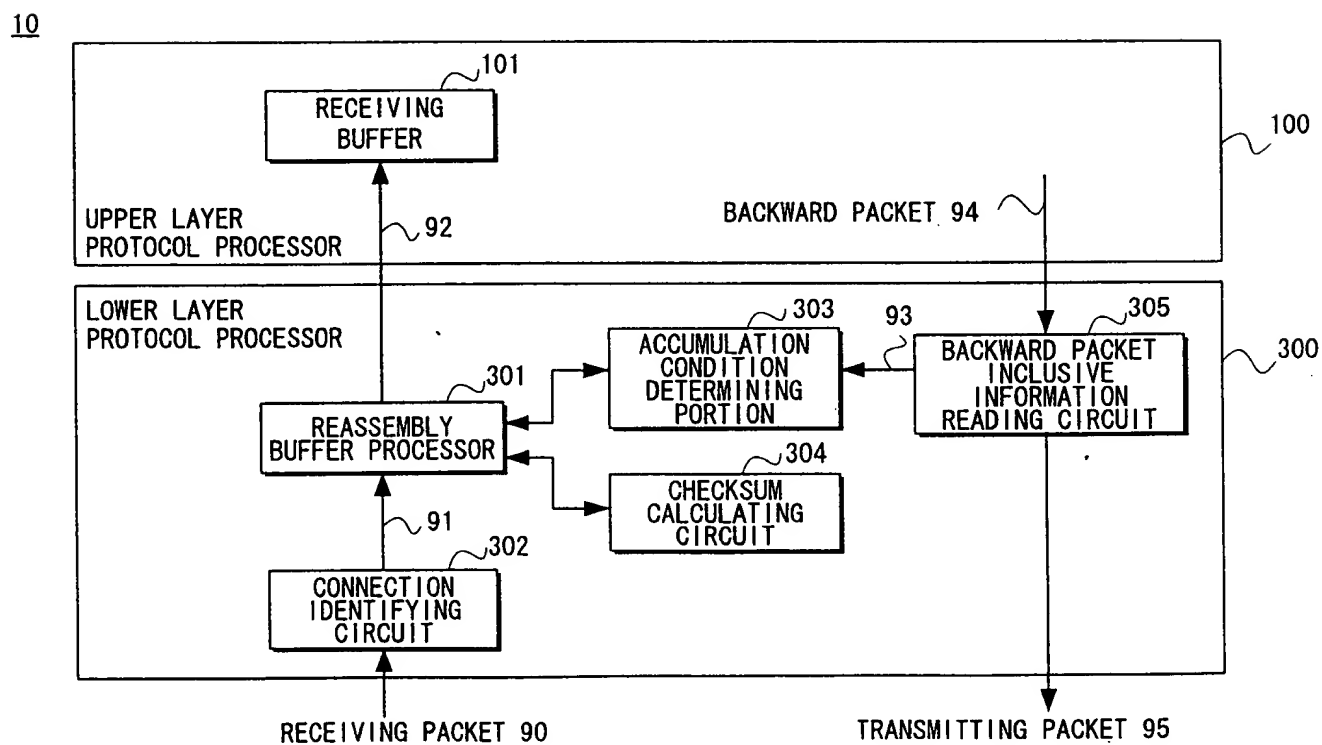 10
101
RECEIVING
BUFFER
100
BACKWARD PACKET 94
UPPER LAYER
PROTOCOL PROCESSOR
92
LOWER LAYER
PROTOCOL PROCESSOR
303
ACCUMULATION
CONDITION
DETERMINING
PORTION
93
305
BACKWARD PACKET
INCLUSIVE
INFORMATION
READING CIRCUIT
300
301
REASSEMBLY
BUFFER PROCESSOR
304
CHECKSUM
CALCULATING
CIRCUIT
91
302
CONNECTION
IDENTIFYING
CIRCUIT
RECEIVING PACKET 90
TRANSMITTING PACKET 95